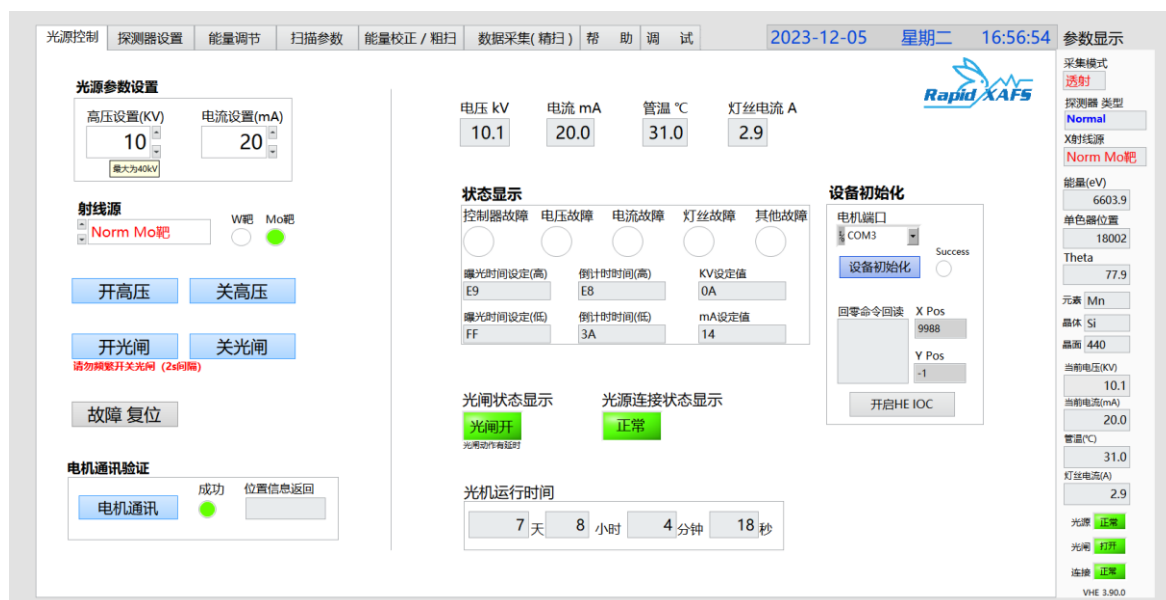 光源控制 探测器设置 能量调节 扫描参数 能量校正 / 粗扫 数据采集( 精扫 ) 帮 助 调 试 2023-12-05 星期二 16:56:54 参数显示
光源参数设置
高压设置(KV) 电流设置(mA)
10 20
最大为40kV
射线源
Norm Mo靶 W靶 Mo靶
开高压 关高压
开光闸 关光闸
请勿频繁开关光闸 (2s间隔)
故障 复位
电机通讯验证
电机通讯 成功 位置信息返回
电压 kV 电流 mA 管温 ℃ 灯丝电流 A
10.1 20.0 31.0 2.9
Rapid XAFS
状态显示
控制器故障 电压故障 电流故障 灯丝故障 其他故障
曝光时间设定(高) 倒计时时间(高) KV设定值
E9 E8 0A
曝光时间设定(低) 倒计时时间(低) mA设定值
FF 3A 14
光闸状态显示 光源连接状态显示
光闸开 正常
光闸动作有延时
光机运行时间
7 天 8 小时 4 分钟 18 秒
设备初始化
电机端口
COM3
设备初始化 Success
回零命令回读 X Pos
9988
Y Pos
-1
开启HE IOC
采集模式
透射
探测器 类型
Normal
X射线源
Norm Mo靶
能量(eV)
6603.9
单色器位置
18002
Theta
77.9
元素 Mn
晶体 Si
晶面 440
当前电压(KV)
10.1
当前电流(mA)
20.0
管温(℃)
31.0
灯丝电流(A)
2.9
光源 正常
光闸 打开
连接 正常
VHE 3.90.0